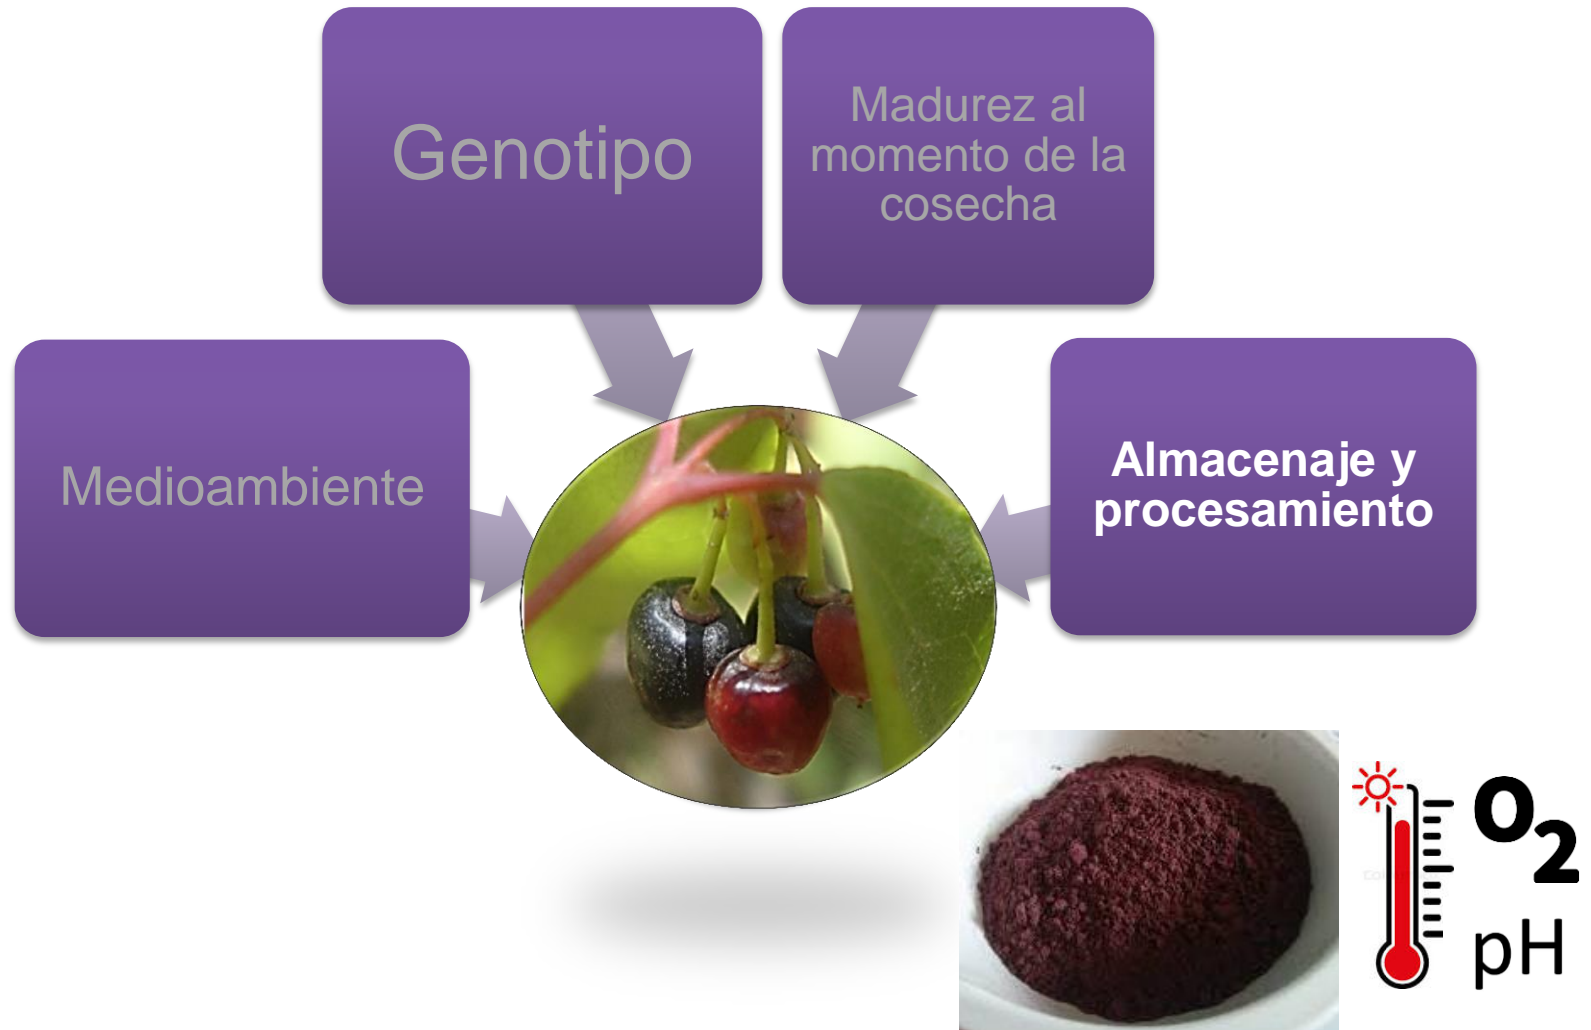 Genotipo
Madurez al
momento de la
cosecha
Medioambiente
Almacenaje y
procesamiento
O₂
pH